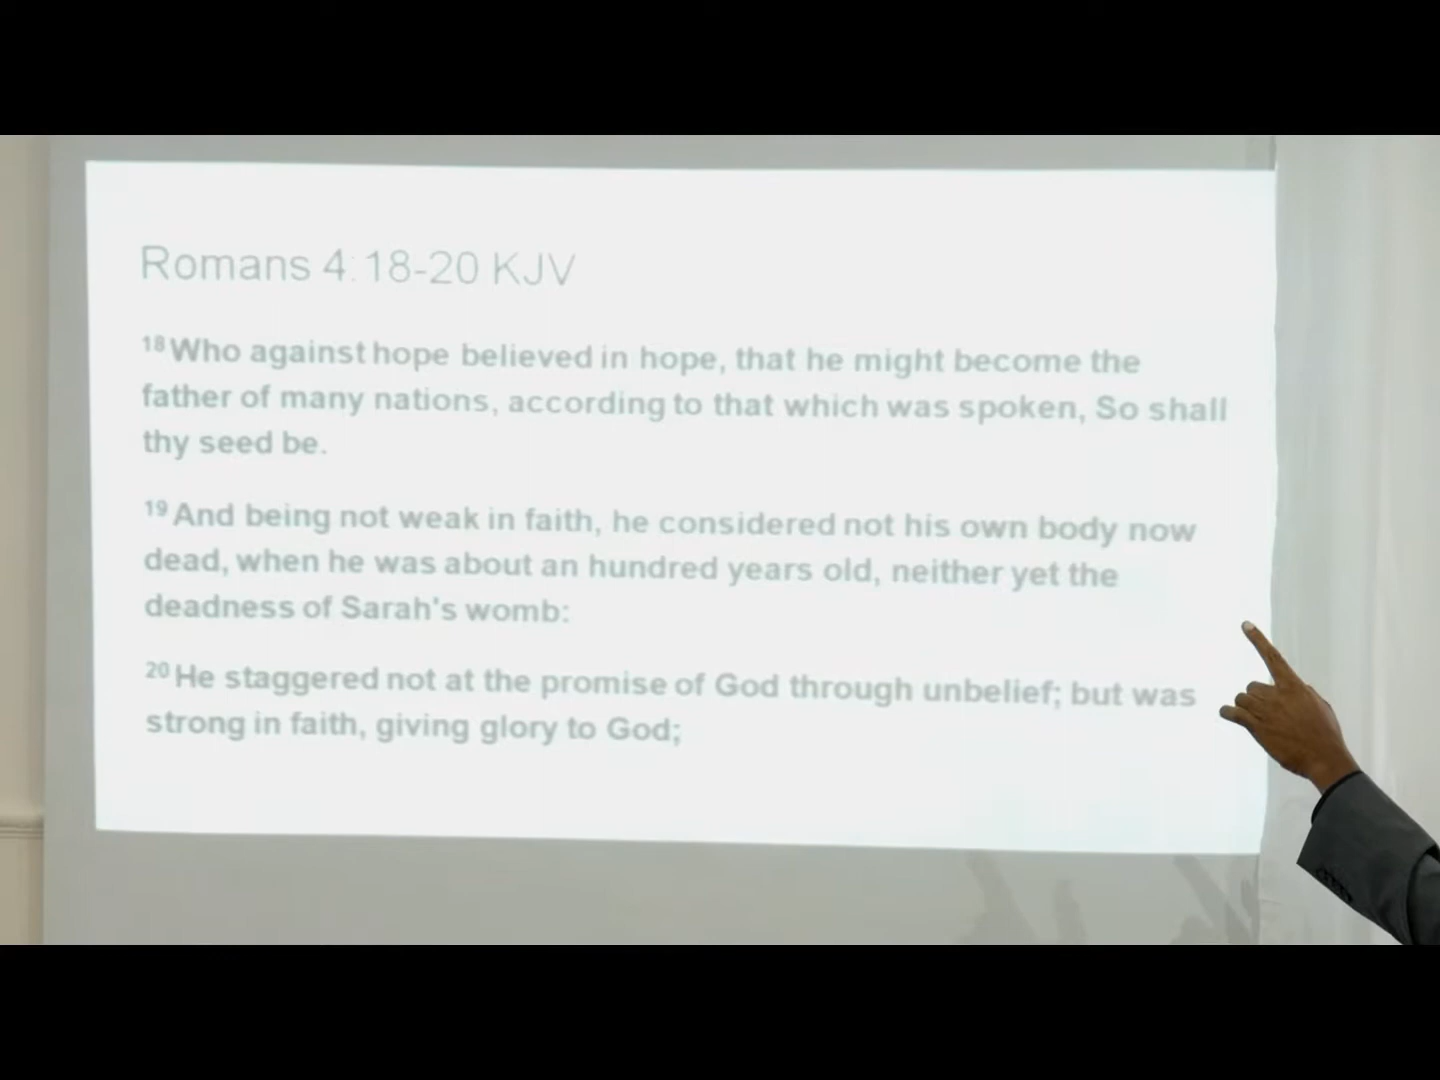 Romans 4:18-20 KJV
18 Who against hope believed in hope, that he might become the
father of many nations, according to that which was spoken, So shall
thy seed be.
19 And being not weak in faith, he considered not his own body now
dead, when he was about an hundred years old, neither yet the
deadness of Sarah's womb:
20 He staggered not at the promise of God through unbelief; but was
strong in faith, giving glory to God;